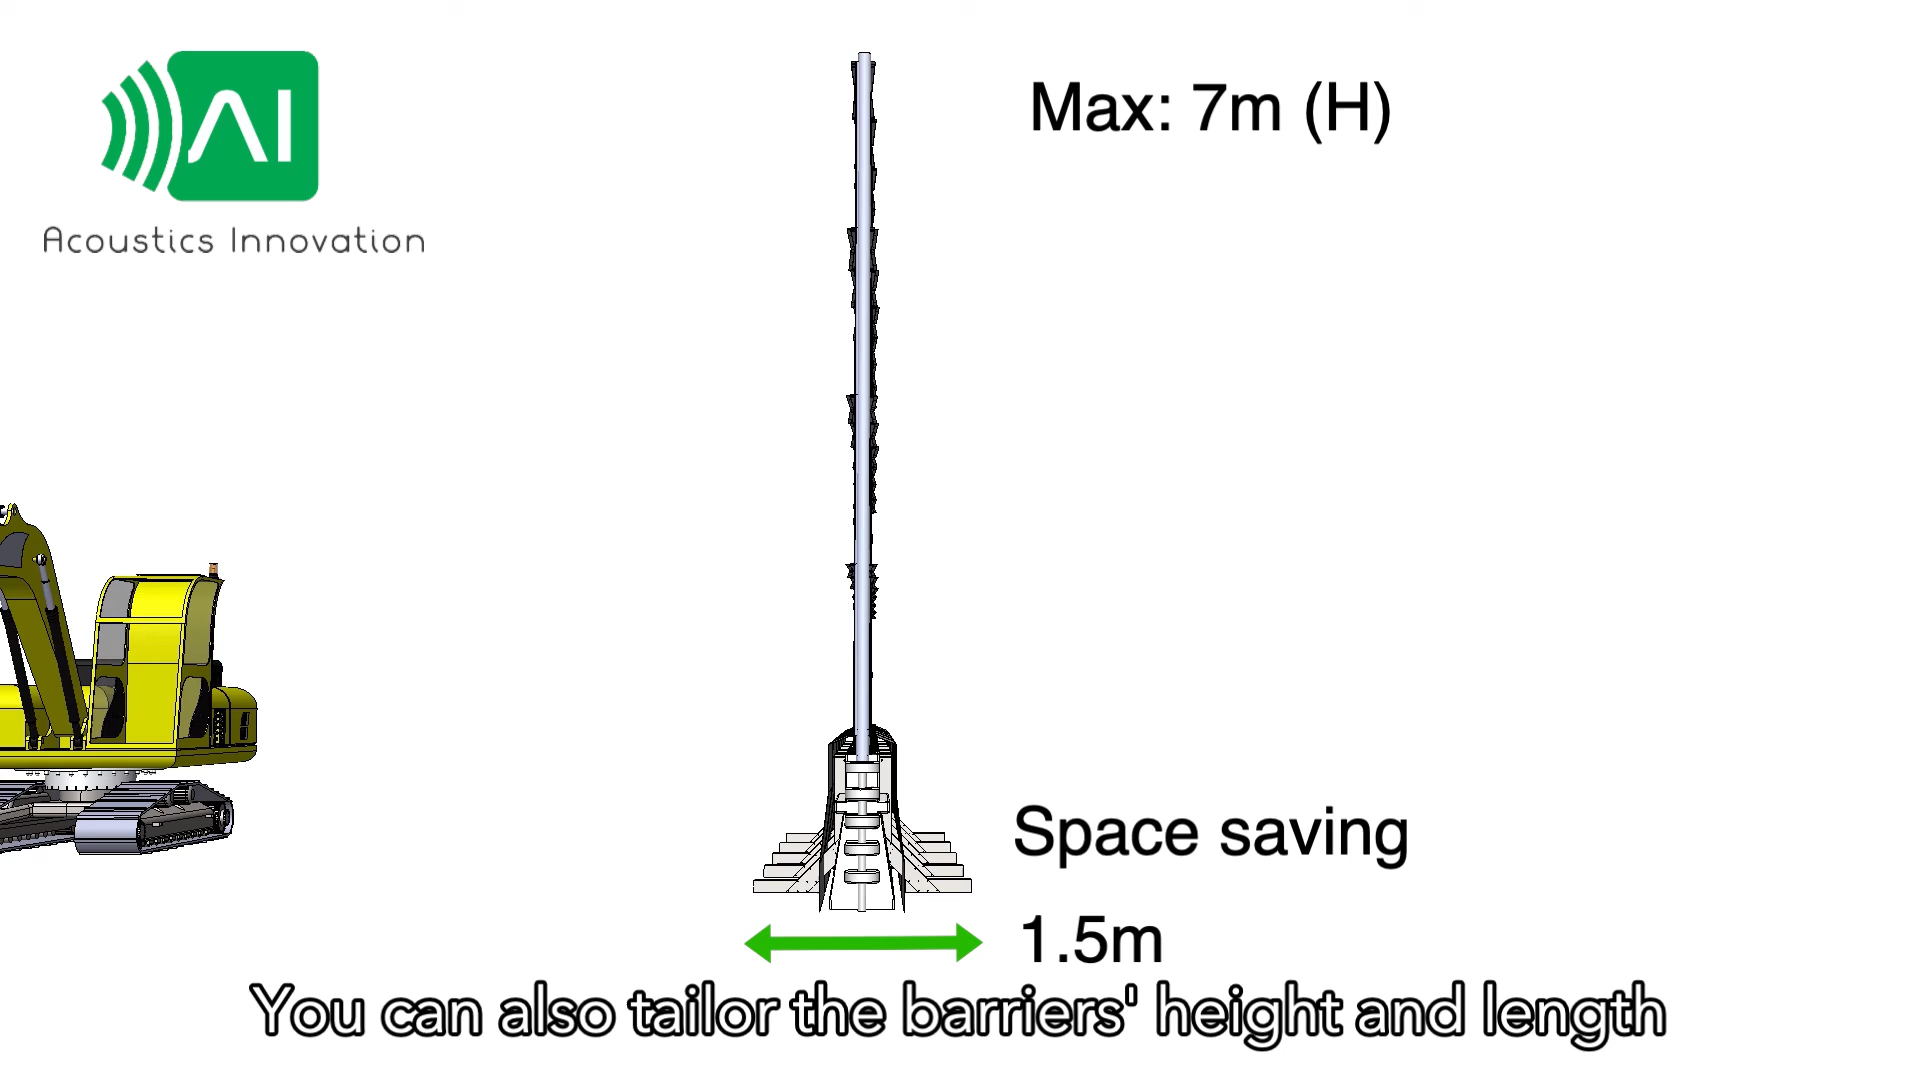 AI
Acoustics Innovation
Max: 7m (H)
Space saving
1.5m
You can also tailor the barriers' height and length